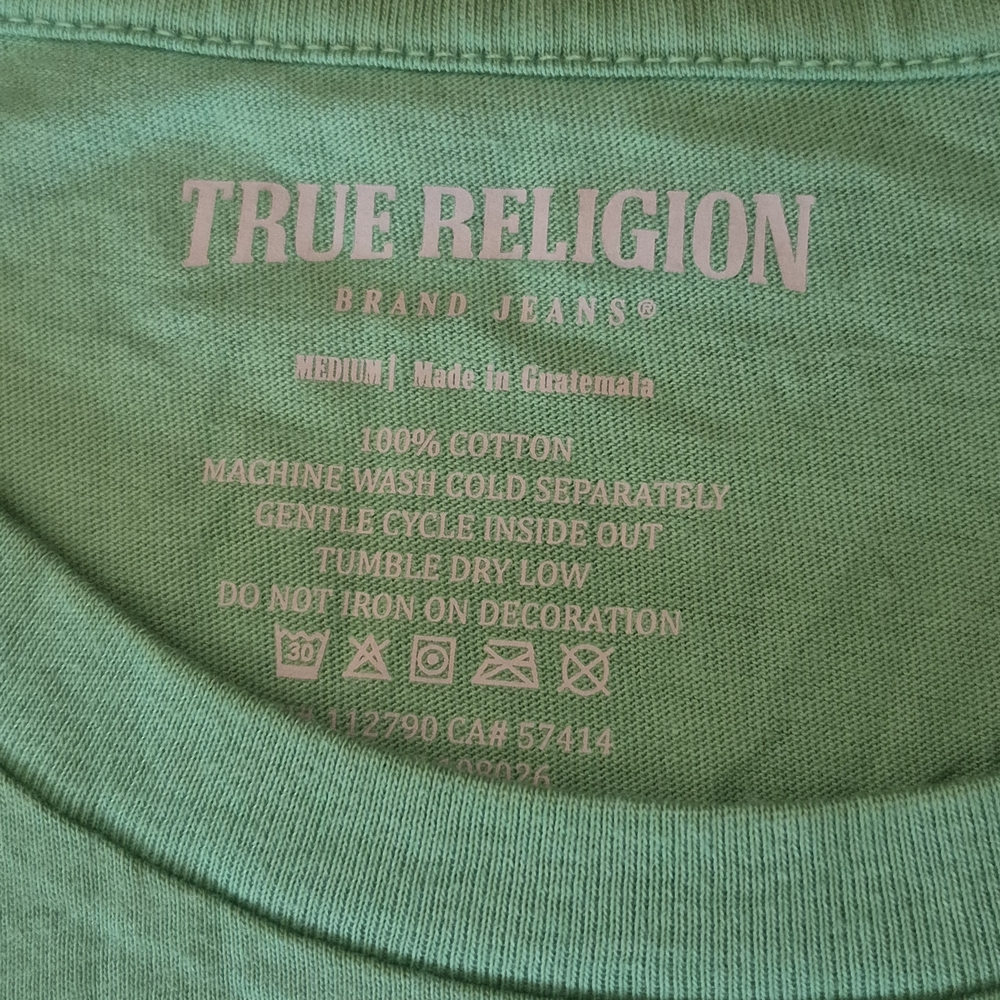 TRUE RELIGION
BRAND JEANS®
MEDIUM | Made in Guatemala
100% COTTON
MACHINE WASH COLD SEPARATELY
GENTLE CYCLE INSIDE OUT
TUMBLE DRY LOW
DO NOT IRON ON DECORATION
30
112790 CA# 57414